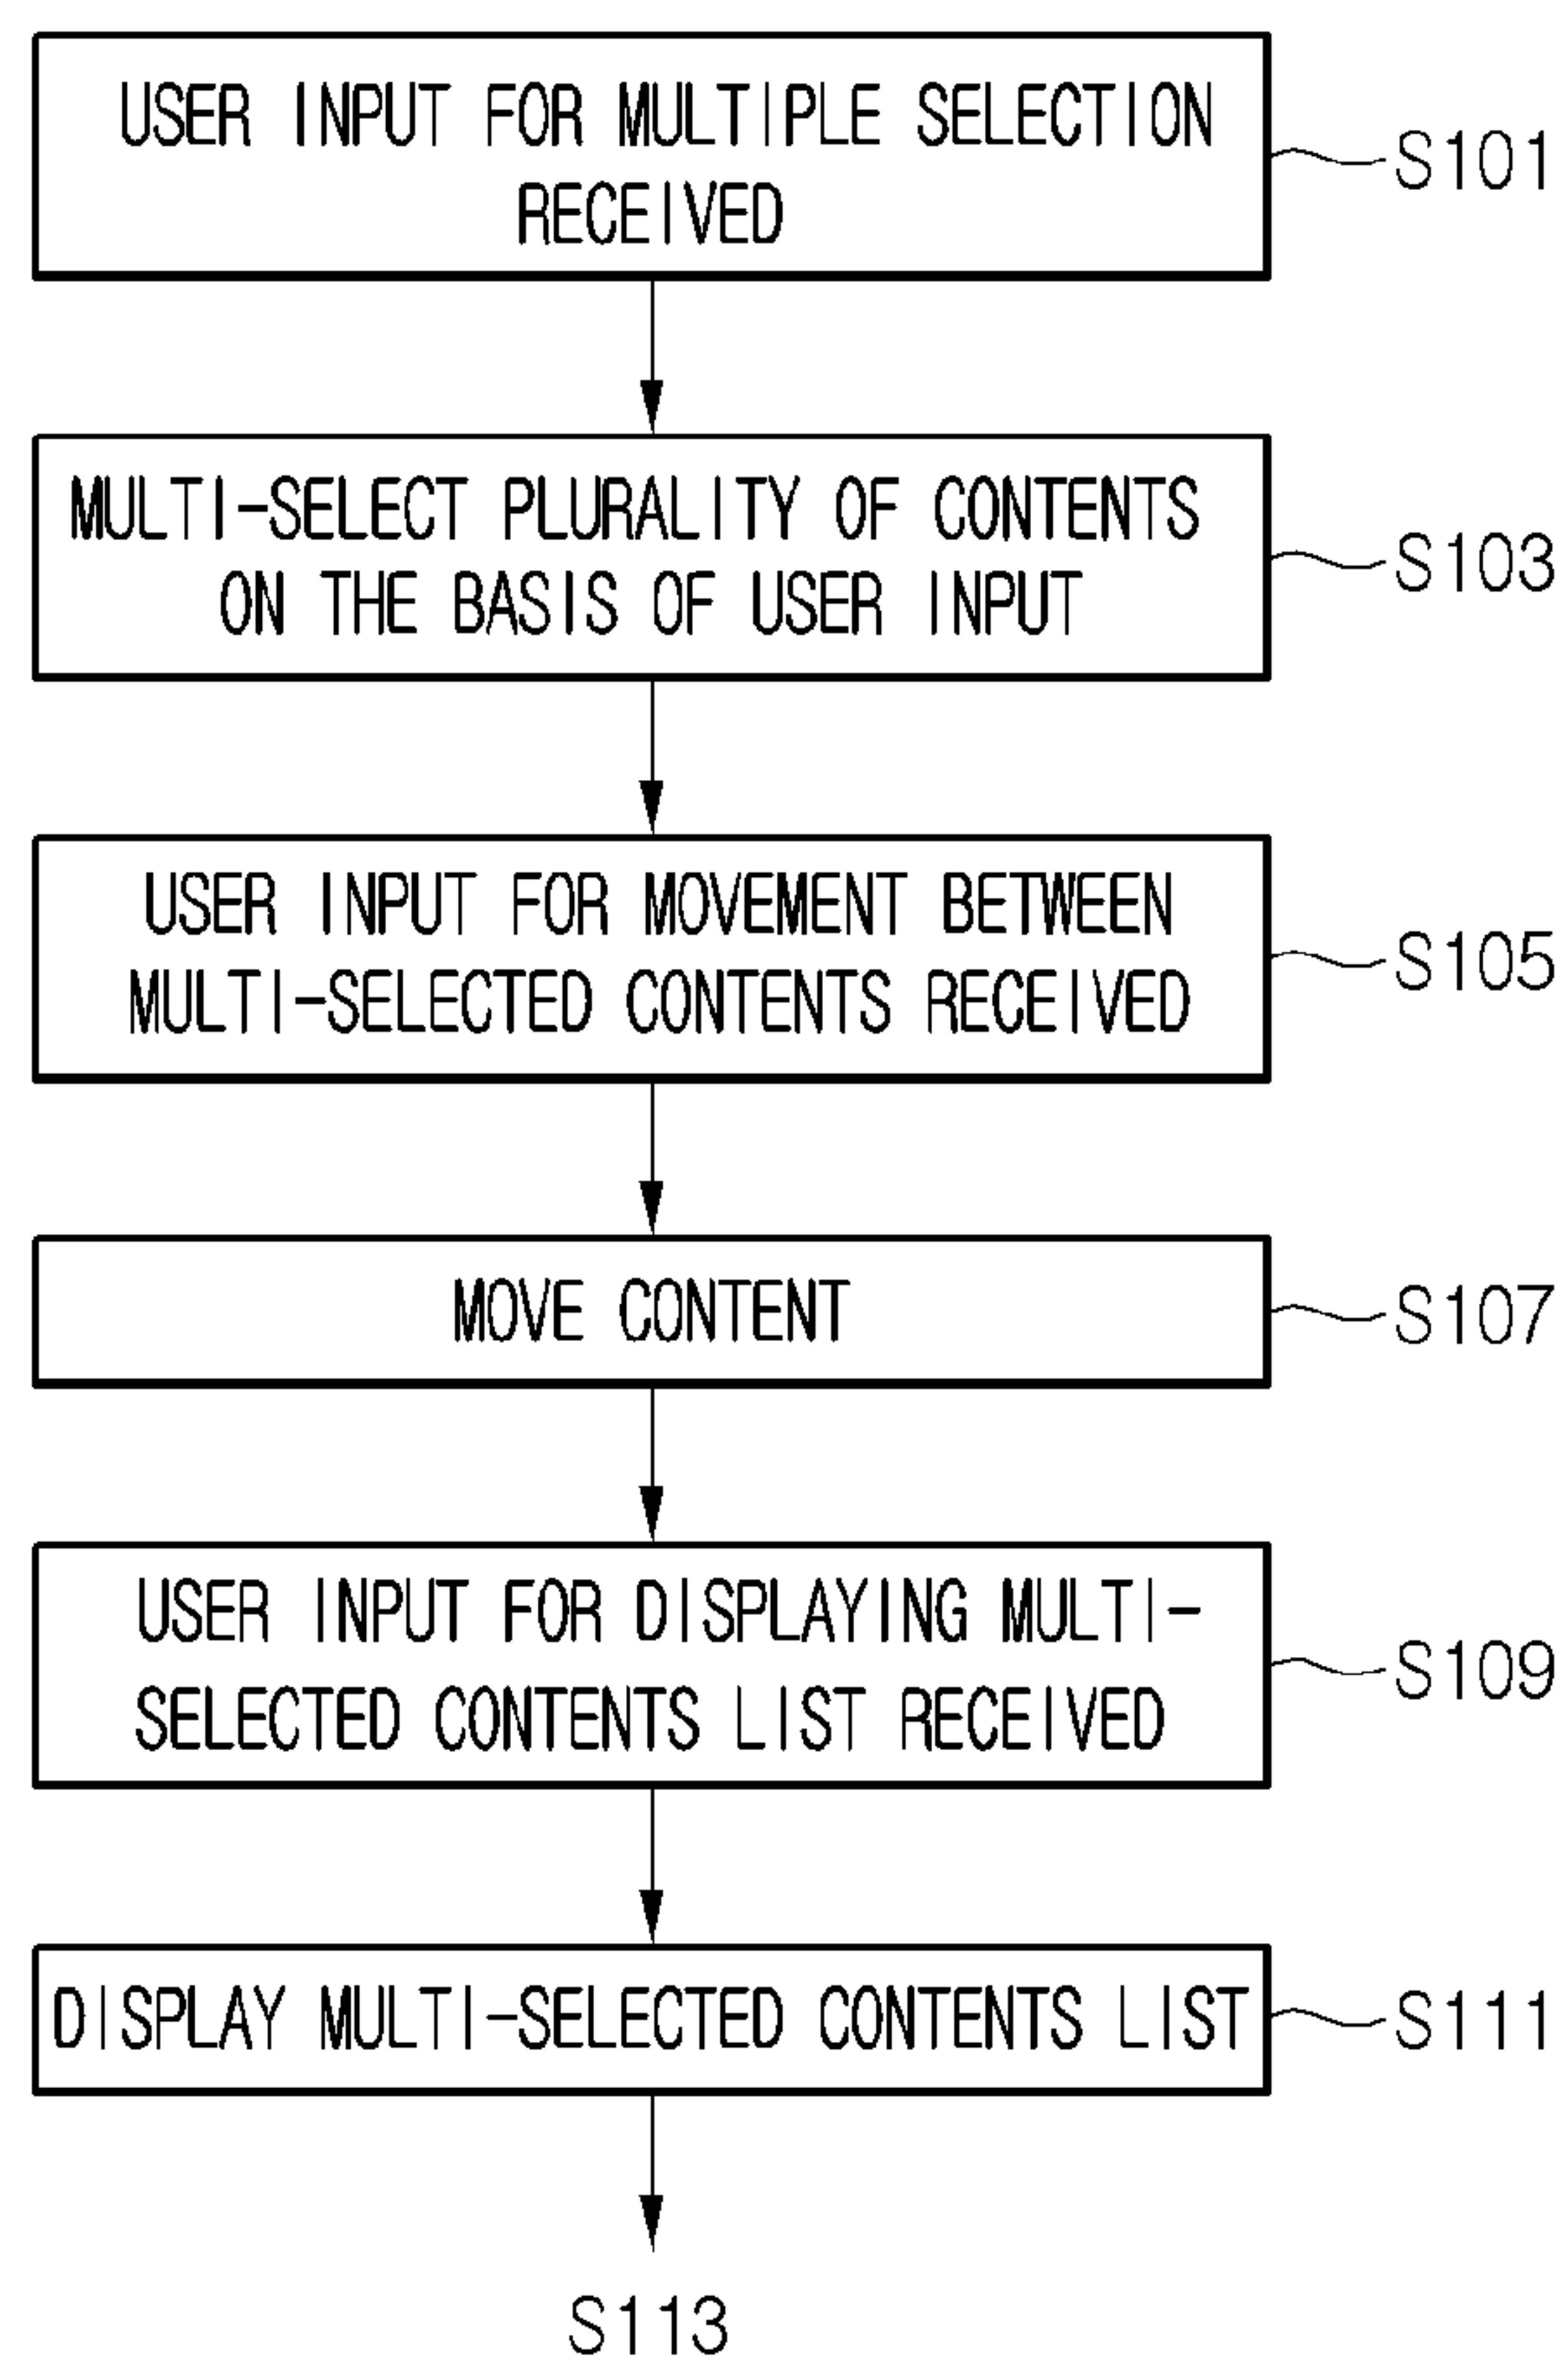 USER INPUT FOR MULTIPLE SELECTION
RECEIVED
S101
MULTI-SELECT PLURALITY OF CONTENTS
ON THE BASIS OF USER INPUT
S103
USER INPUT FOR MOVEMENT BETWEEN
MULTI-SELECTED CONTENTS RECEIVED
S105
MOVE CONTENT
S107
USER INPUT FOR DISPLAYING MULTI-
SELECTED CONTENTS LIST RECEIVED
S109
DISPLAY MULTI-SELECTED CONTENTS LIST
S111
S113